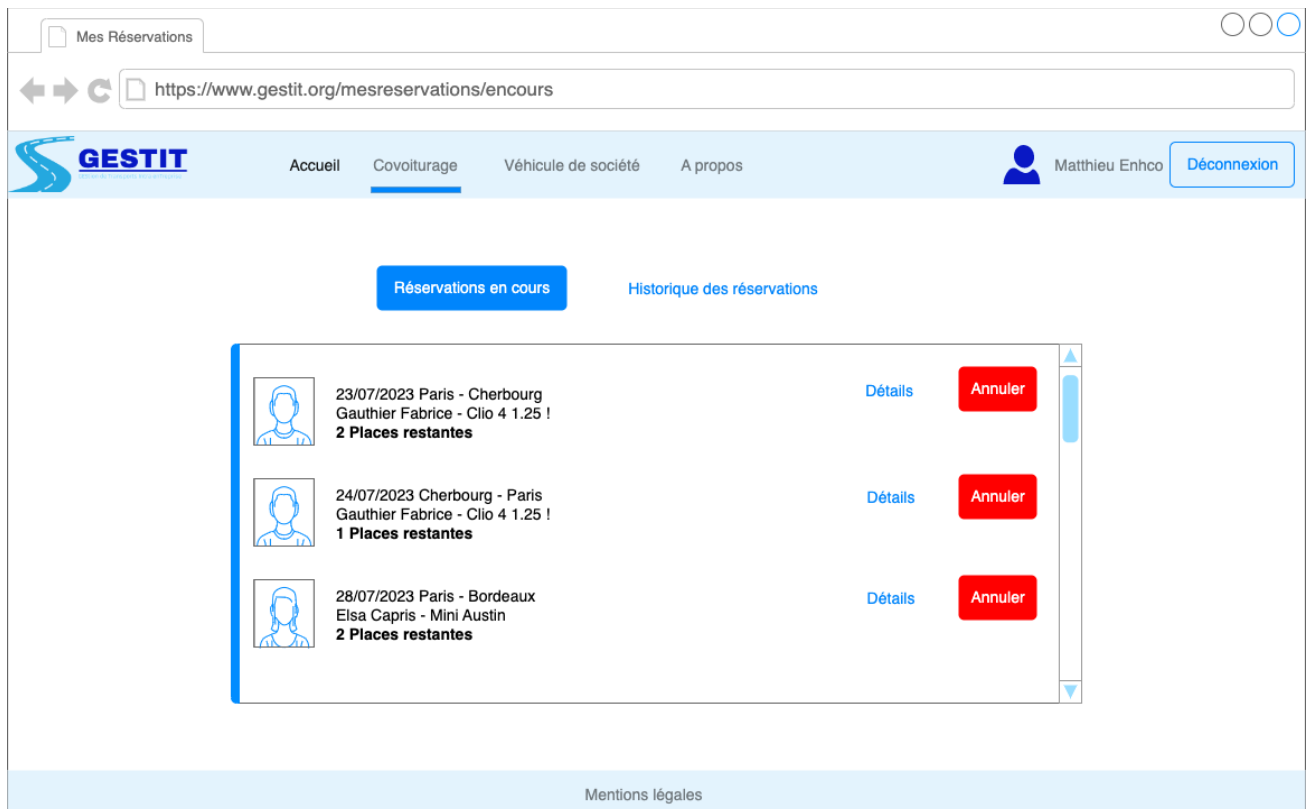 Mes Réservations
https://www.gestit.org/mesreservations/encours
GESTIT
Accueil Covoiturage Véhicule de société A propos Matthieu Enhco Déconnexion
Réservations en cours Historique des réservations
23/07/2023 Paris - Cherbourg
Gauthier Fabrice - Clio 4 1.25 !
2 Places restantes
Détails Annuler
24/07/2023 Cherbourg - Paris
Gauthier Fabrice - Clio 4 1.25 !
1 Places restantes
Détails Annuler
28/07/2023 Paris - Bordeaux
Elsa Capris - Mini Austin
2 Places restantes
Détails Annuler
Mentions légales